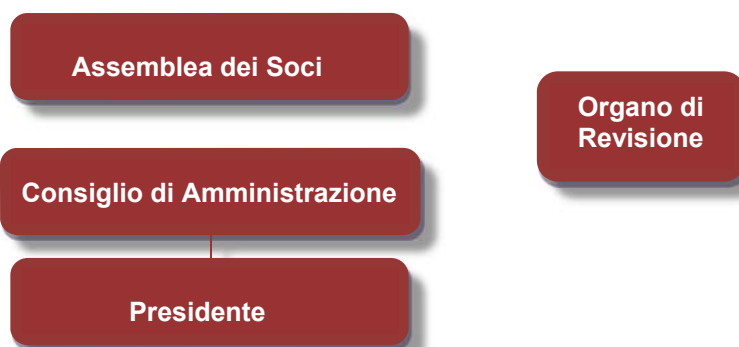 Assemblea dei Soci
Organo di
Revisione
Consiglio di Amministrazione
Presidente